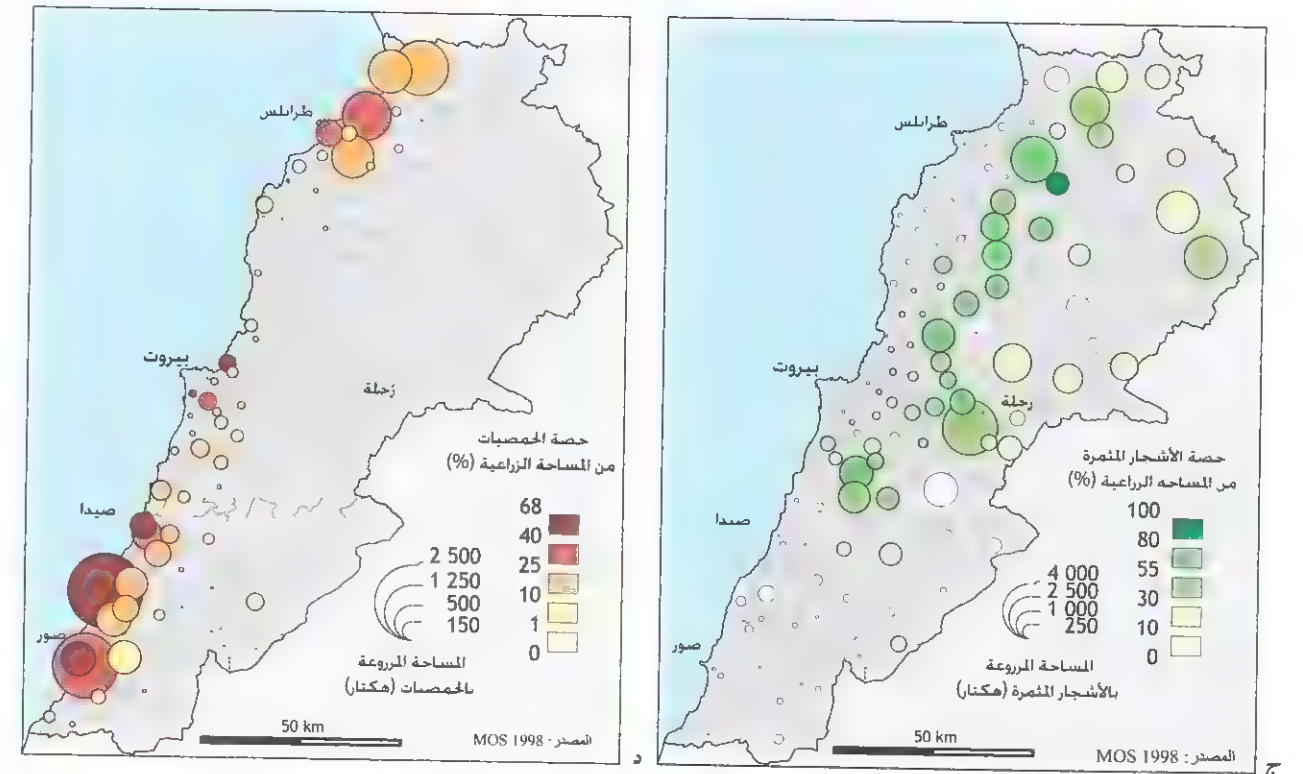 طرابلس
بيروت
زحلة
صيدا
صور
حصة الأشجار المثمرة
من المساحة الزراعية (%)
100
80
55
30
10
0
4 000
2 500
1 000
250
المساحة المزروعة
بالأشجار المثمرة (هكتار)
50 km
المصدر : MOS 1998
ج
طرابلس
بيروت
زحلة
صيدا
صور
حصة الحمضيات
من المساحة الزراعية (%)
68
40
25
10
1
0
2 500
1 250
500
150
المساحة المزروعة
بالحمضيات (هكتار)
50 km
المصدر : MOS 1998
د